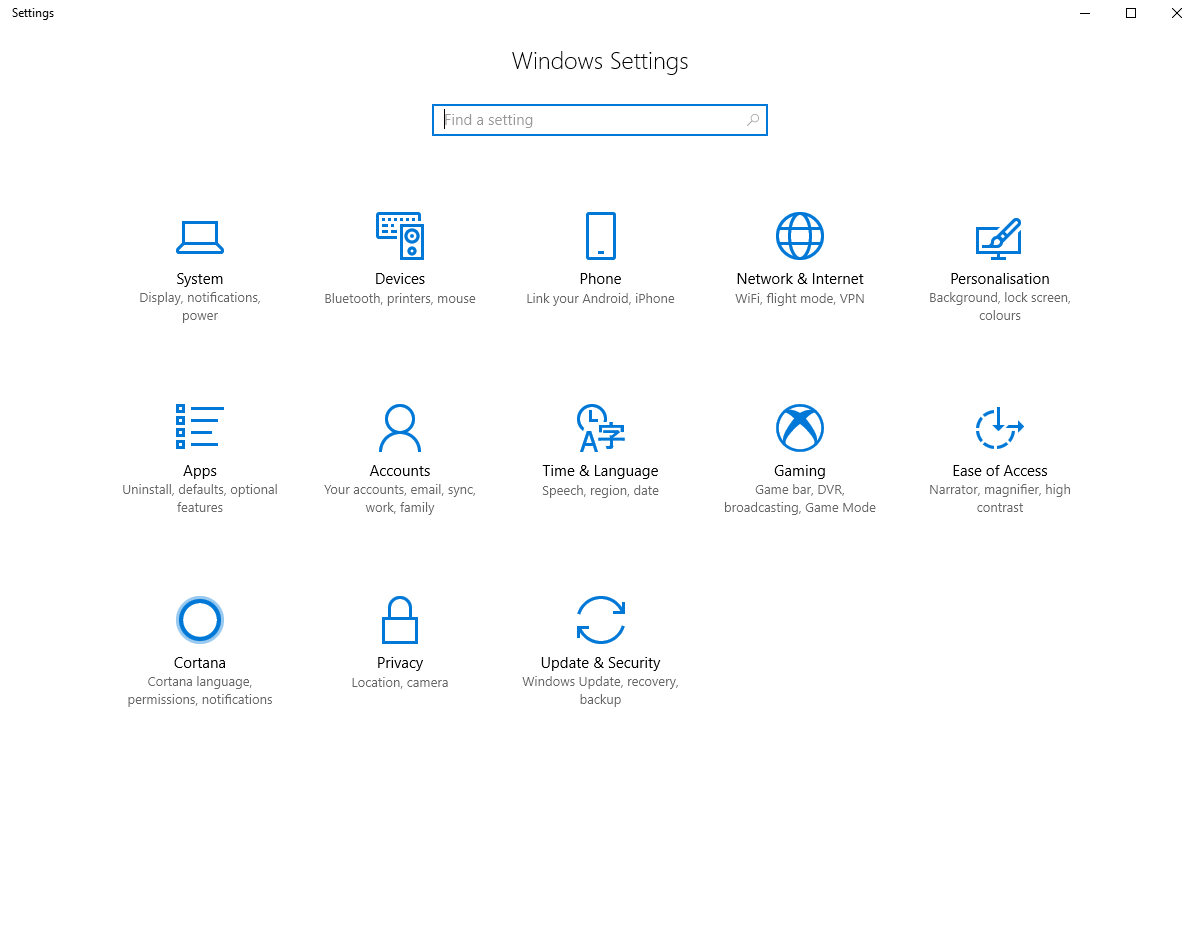 Settings
Windows Settings
Find a setting
System
Display, notifications,
power
Devices
Bluetooth, printers, mouse
Phone
Link your Android, iPhone
Network & Internet
WiFi, flight mode, VPN
Personalisation
Background, lock screen,
colours
Apps
Uninstall, defaults, optional
features
Accounts
Your accounts, email, sync,
work, family
Time & Language
Speech, region, date
Gaming
Game bar, DVR,
broadcasting, Game Mode
Ease of Access
Narrator, magnifier, high
contrast
Cortana
Cortana language,
permissions, notifications
Privacy
Location, camera
Update & Security
Windows Update, recovery,
backup